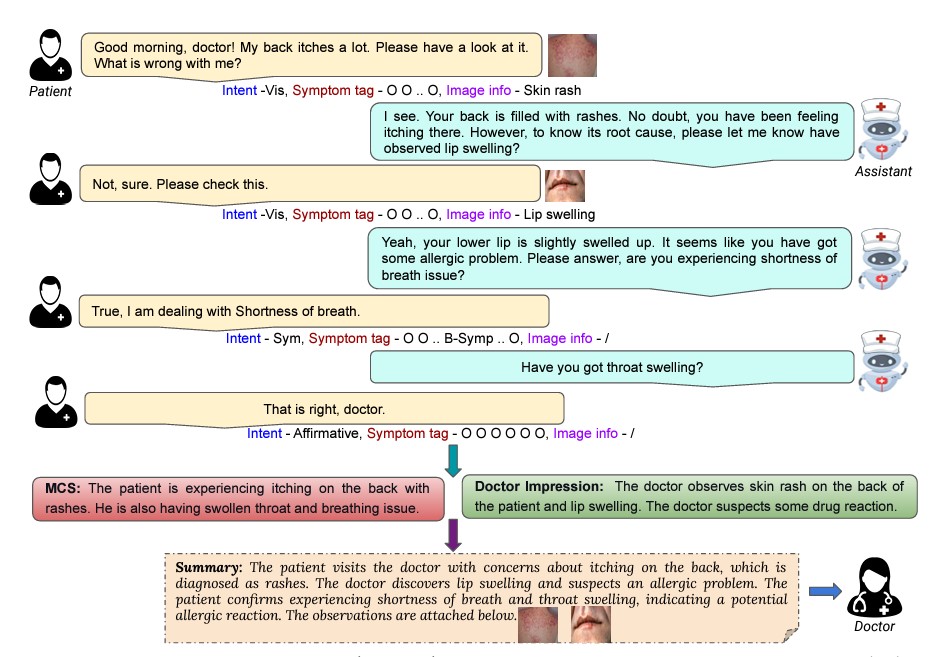 Good morning, doctor! My back itches a lot. Please have a look at it.
What is wrong with me?
Patient
Intent -Vis, Symptom tag - O O .. O, Image info - Skin rash
I see. Your back is filled with rashes. No doubt, you have been feeling
itching there. However, to know its root cause, please let me know have
observed lip swelling?
Assistant
Not, sure. Please check this.
Intent -Vis, Symptom tag - O O .. O, Image info - Lip swelling
Yeah, your lower lip is slightly swelled up. It seems like you have got
some allergic problem. Please answer, are you experiencing shortness of
breath issue?
True, I am dealing with Shortness of breath.
Intent - Sym, Symptom tag - O O .. B-Symp .. O, Image info - /
Have you got throat swelling?
That is right, doctor.
Intent - Affirmative, Symptom tag - O O O O O O, Image info - /
MCS: The patient is experiencing itching on the back with
rashes. He is also having swollen throat and breathing issue.
Doctor Impression: The doctor observes skin rash on the back of
the patient and lip swelling. The doctor suspects some drug reaction.
Summary: The patient visits the doctor with concerns about itching on the back, which is
diagnosed as rashes. The doctor discovers lip swelling and suspects an allergic problem. The
patient confirms experiencing shortness of breath and throat swelling, indicating a potential
allergic reaction. The observations are attached below.
Doctor